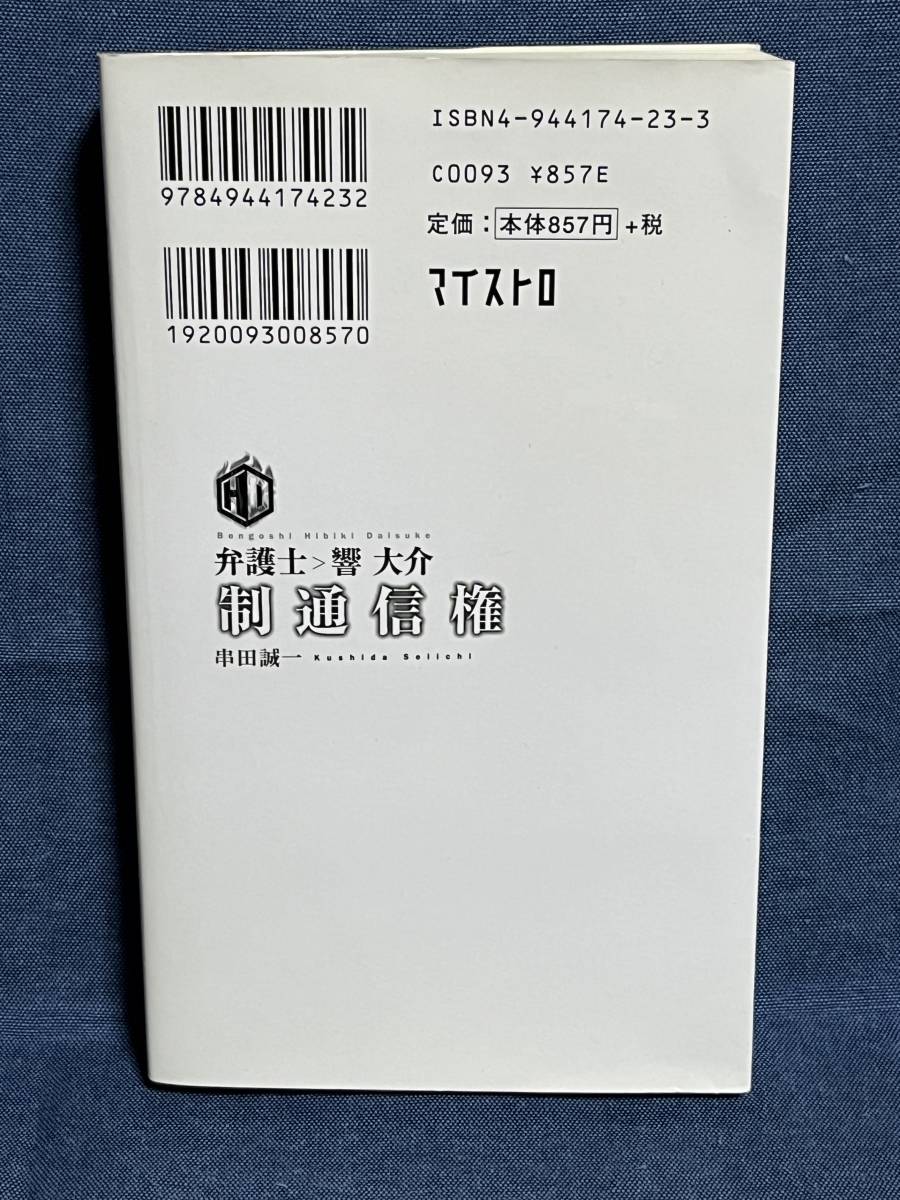 9784944174232
1920093008570
ISBN4-944174-23-3
C0093 ¥857E
定価：本体857円+税
マイストロ
HD
Bengoshi Hibiki Daisuke
弁護士>響 大介
制通信権
串田誠一 Kushida Seiichi